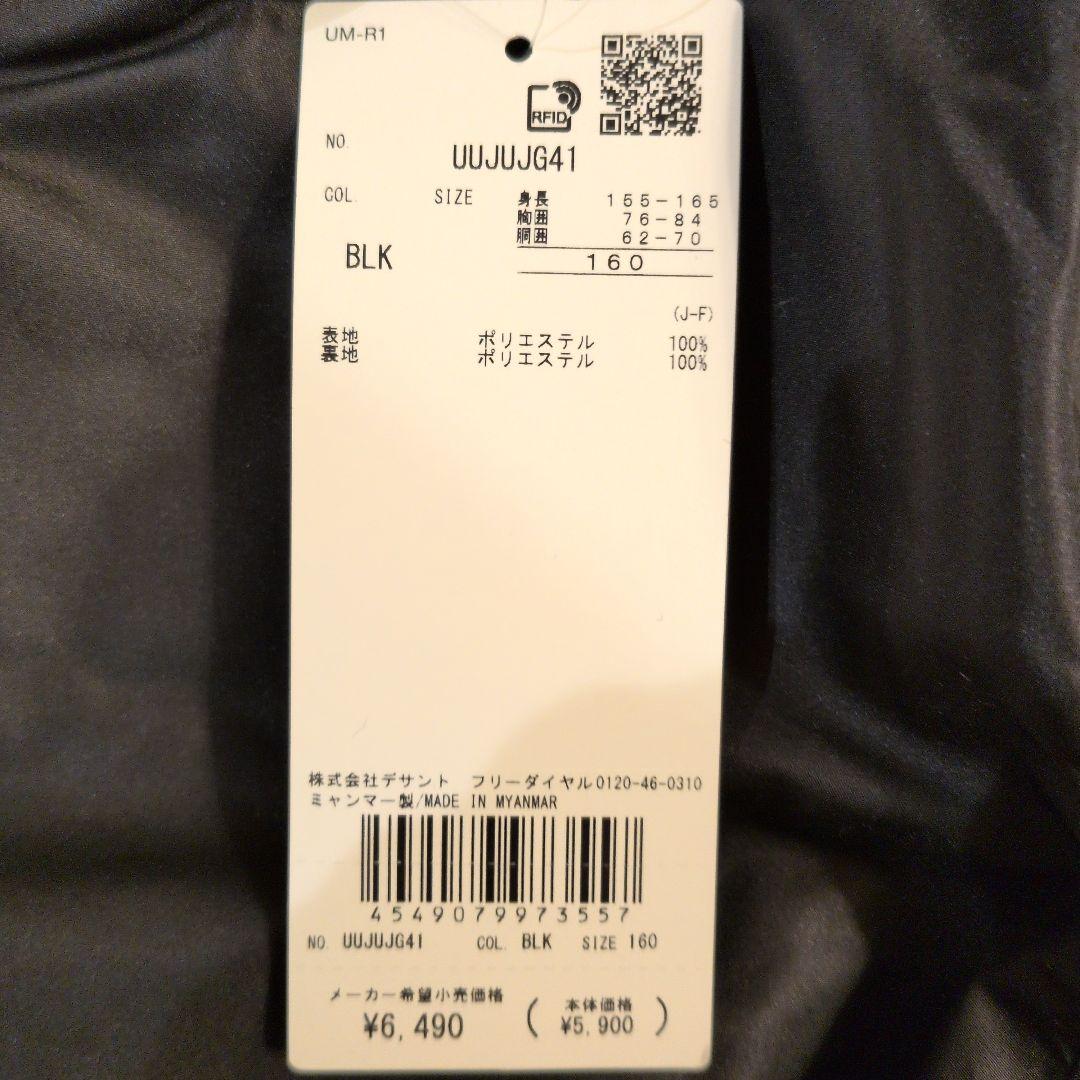 UM-R1
RFID
NO. UUJUJG41
COL. SIZE 身長 155-165
胸囲 76-84
胴囲 62-70
BLK 160
(J-F)
表地 ポリエステル 100%
裏地 ポリエステル 100%
株式会社デサント フリーダイヤル0120-46-0310
ミャンマー製/MADE IN MYANMAR
4549079973557
NO. UUJUJG41 COL. BLK SIZE 160
メーカー希望小売価格 本体価格
¥6,490 ( ¥5,900 )